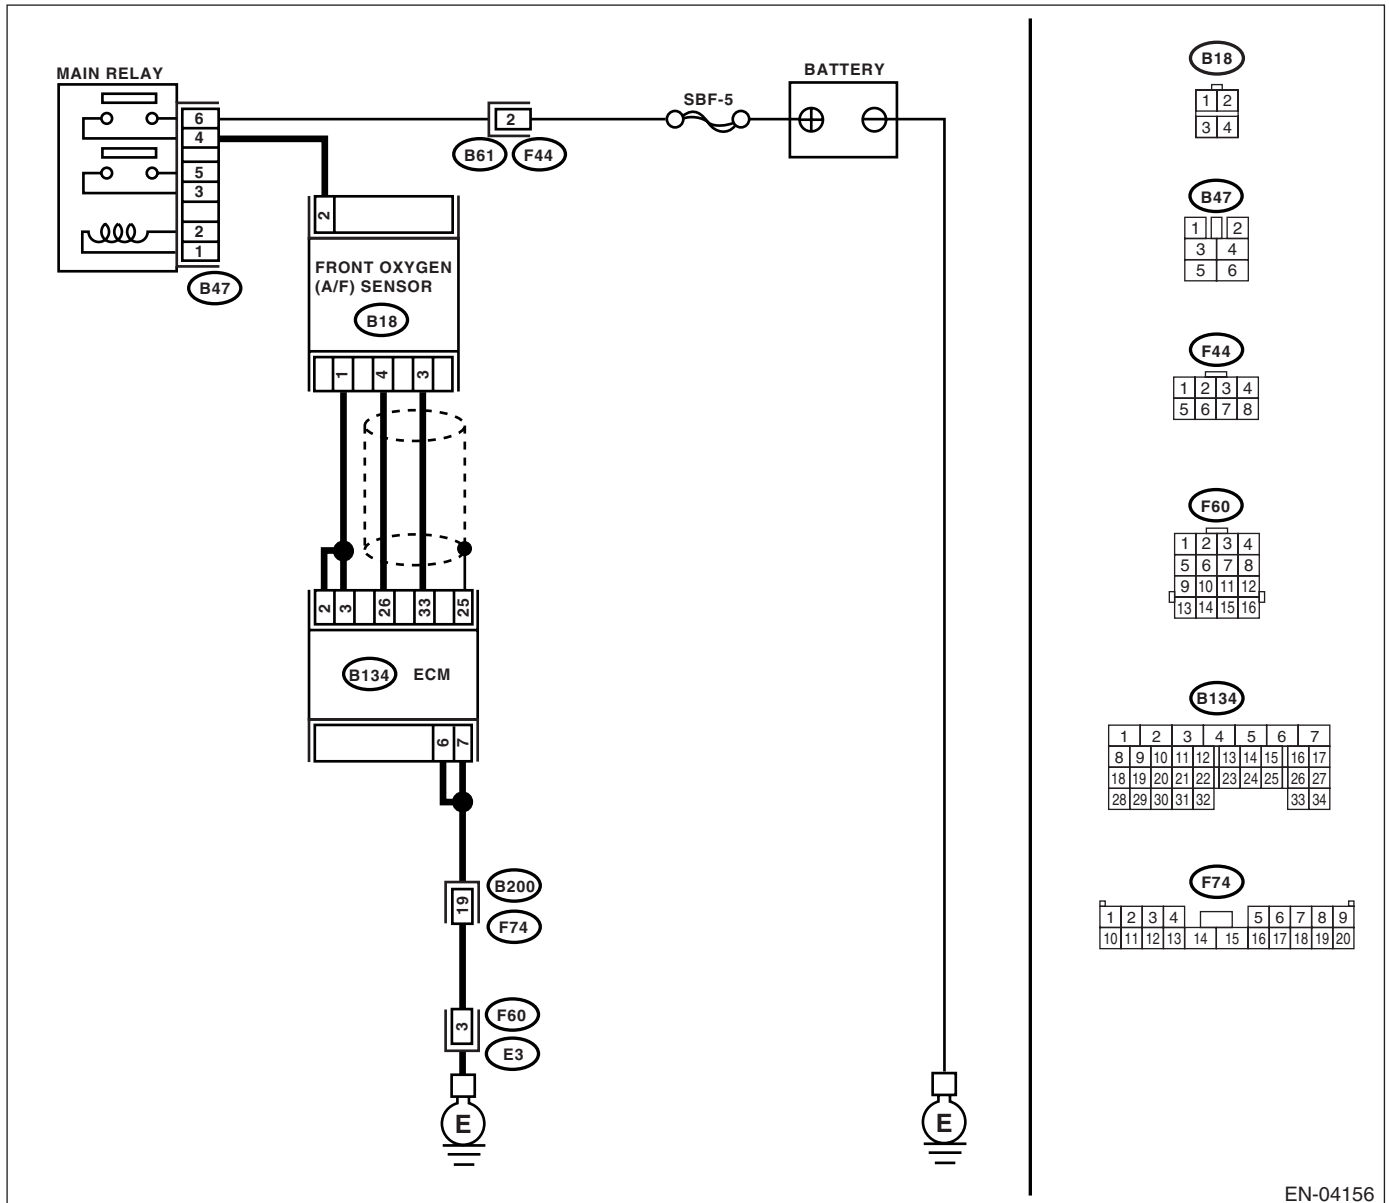 MAIN RELAY
6
4
5
3
2
1
B47
2
B61 F44
SBF-5
BATTERY
2
FRONT OXYGEN
(A/F) SENSOR
B18
1 4 3
2 3 26 33 25
B134 ECM
6 7
19
B200
F74
3
F60
E3
E
E
B18
1 2
3 4
B47
1 2
3 4
5 6
F44
1 2 3 4
5 6 7 8
F60
1 2 3 4
5 6 7 8
9 10 11 12
13 14 15 16
B134
1 2 3 4 5 6 7
8 9 10 11 12 13 14 15 16 17
18 19 20 21 22 23 24 25 26 27
28 29 30 31 32 33 34
F74
1 2 3 4 5 6 7 8 9
10 11 12 13 14 15 16 17 18 19 20
EN-04156